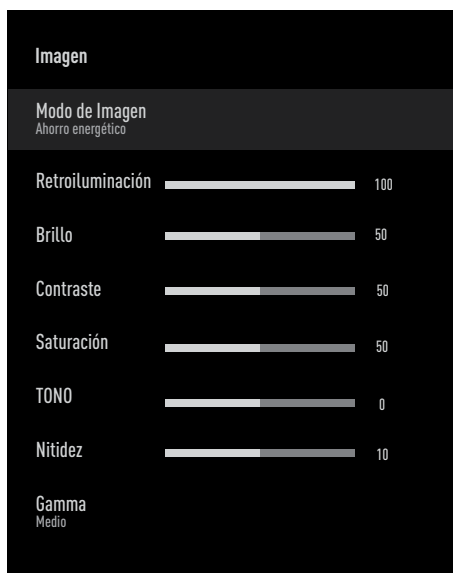 Imagen
Modo de Imagen
Ahorro energético
Retroiluminación 100
Brillo 50
Contraste 50
Saturación 50
TONO 0
Nitidez 10
Gamma
Medio